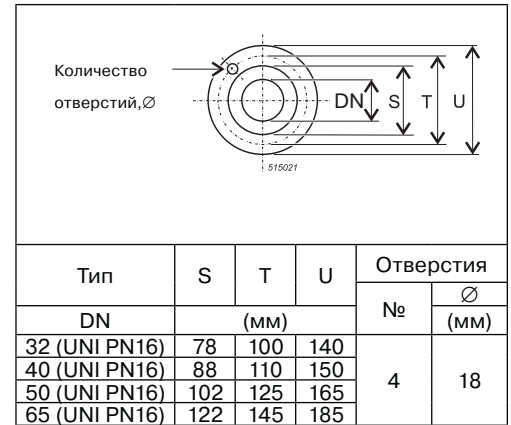 Количество
отверстий,∅
DN S T U
515021
Тип S T U Отверстия
№ ∅
DN (мм) (мм)
32 (UNI PN16) 78 100 140
40 (UNI PN16) 88 110 150
4 18
50 (UNI PN16) 102 125 165
65 (UNI PN16) 122 145 185